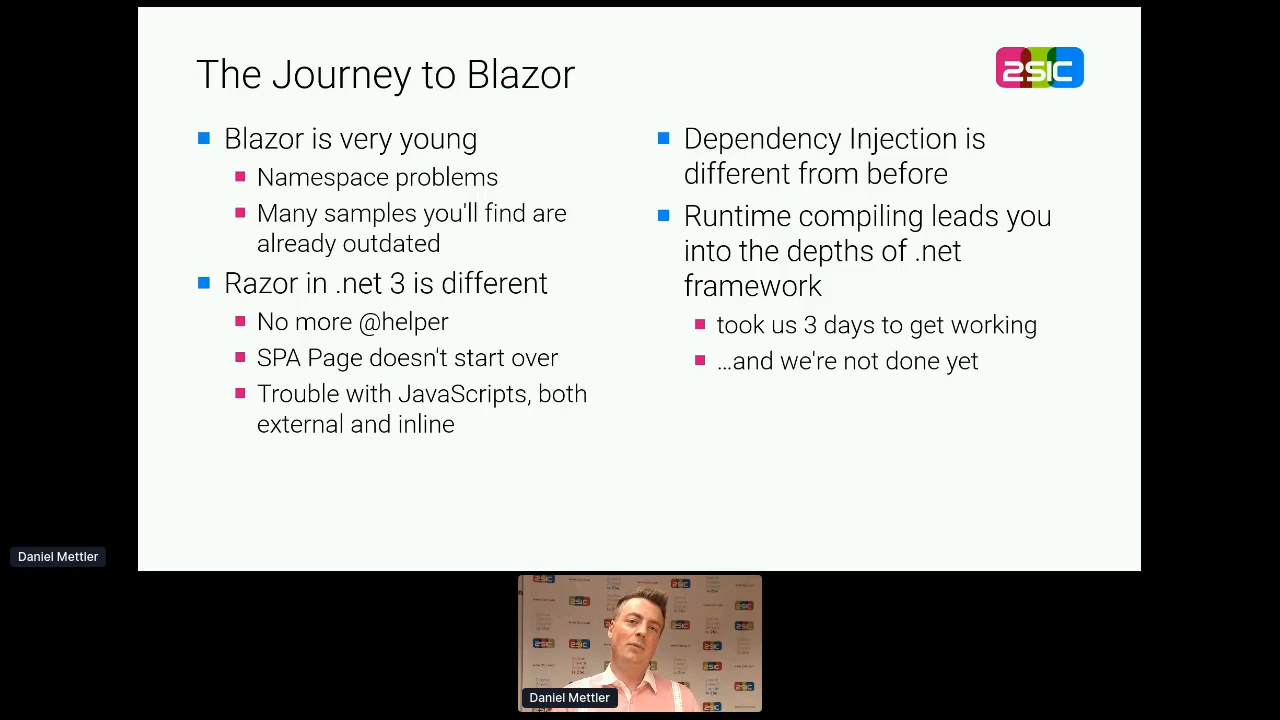 The Journey to Blazor
2SIC
Blazor is very young
Namespace problems
Many samples you'll find are
already outdated
Razor in .net 3 is different
No more @helper
SPA Page doesn't start over
Trouble with JavaScripts, both
external and inline
Dependency Injection is
different from before
Runtime compiling leads you
into the depths of .net
framework
took us 3 days to get working
...and we're not done yet
Daniel Mettler
Daniel Mettler